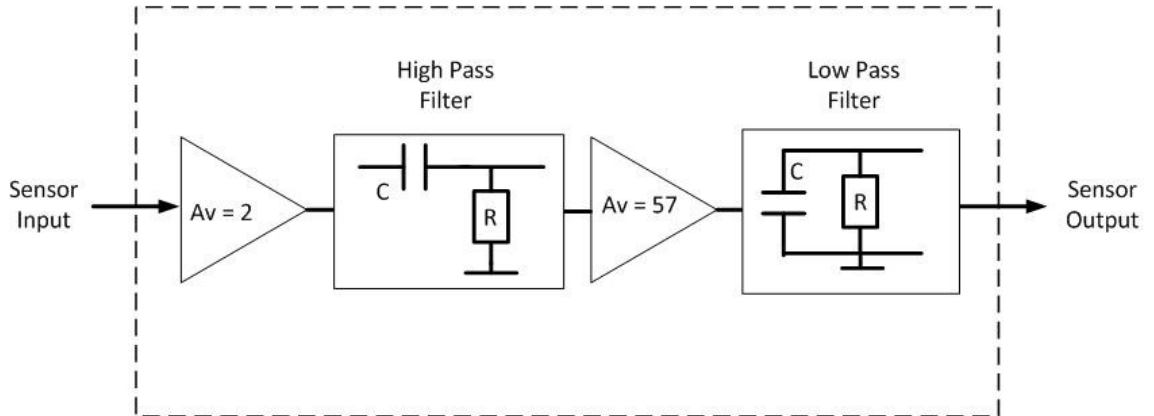 High Pass
Filter
Low Pass
Filter
Sensor
Input
Av = 2
C
R
Av = 57
C
R
Sensor
Output